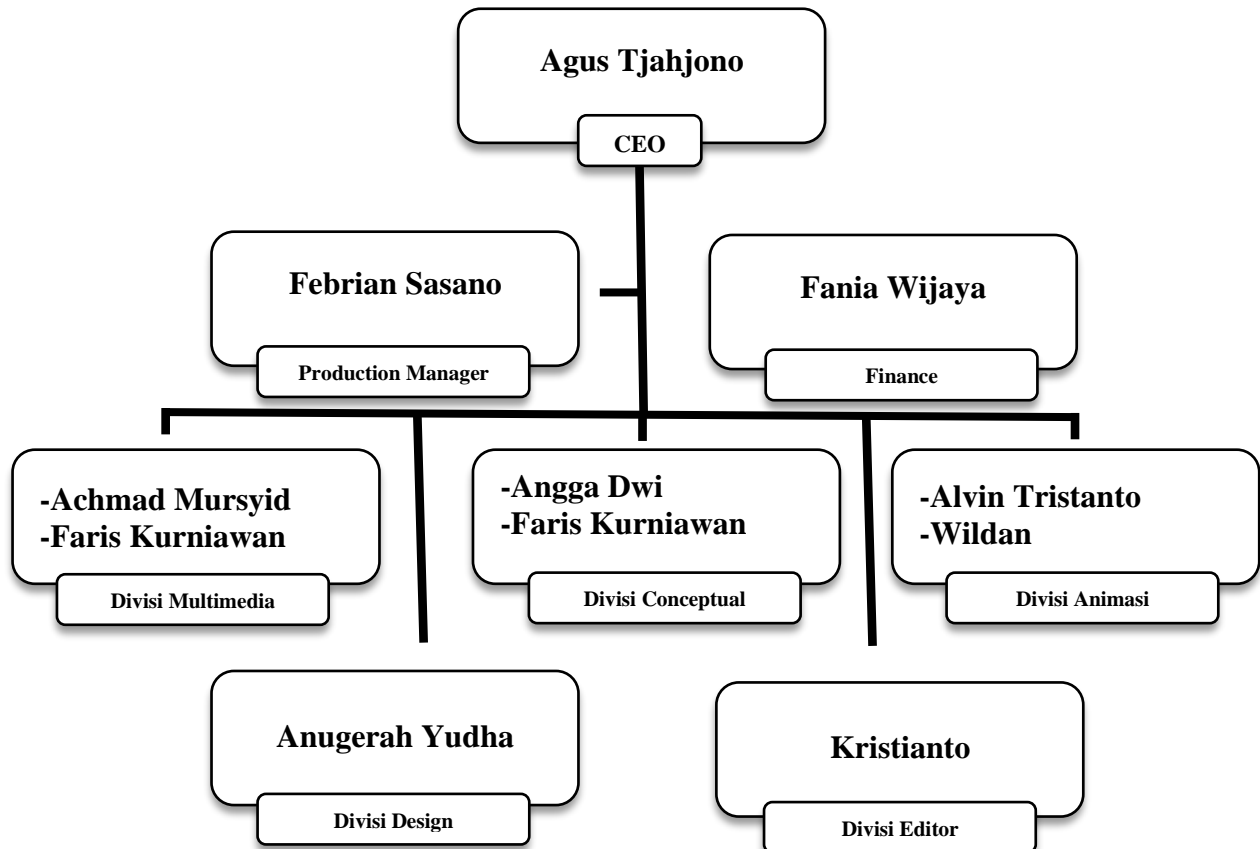 Agus Tjahjono
CEO
Febrian Sasano
Production Manager
Fania Wijaya
Finance
-Achmad Mursyid
-Faris Kurniawan
Divisi Multimedia
-Angga Dwi
-Faris Kurniawan
Divisi Conceptual
-Alvin Tristanto
-Wildan
Divisi Animasi
Anugerah Yudha
Divisi Design
Kristianto
Divisi Editor